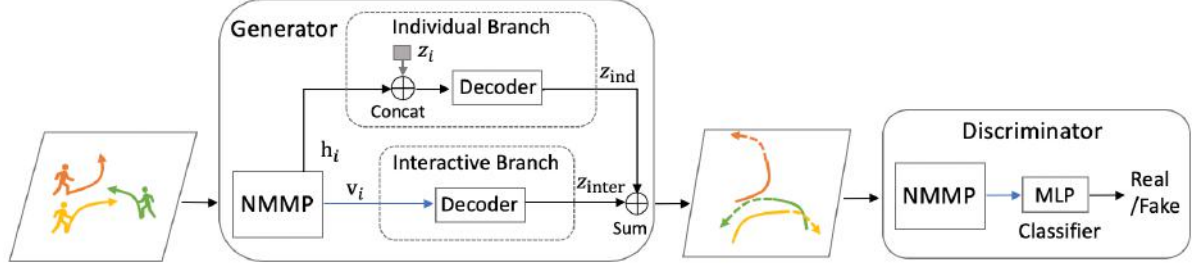 Generator
Individual Branch
z_i
Concat
Decoder
z_ind
h_i
NMMP
v_i
Interactive Branch
Decoder
z_inter
Sum
Discriminator
NMMP
MLP
Classifier
Real
/Fake